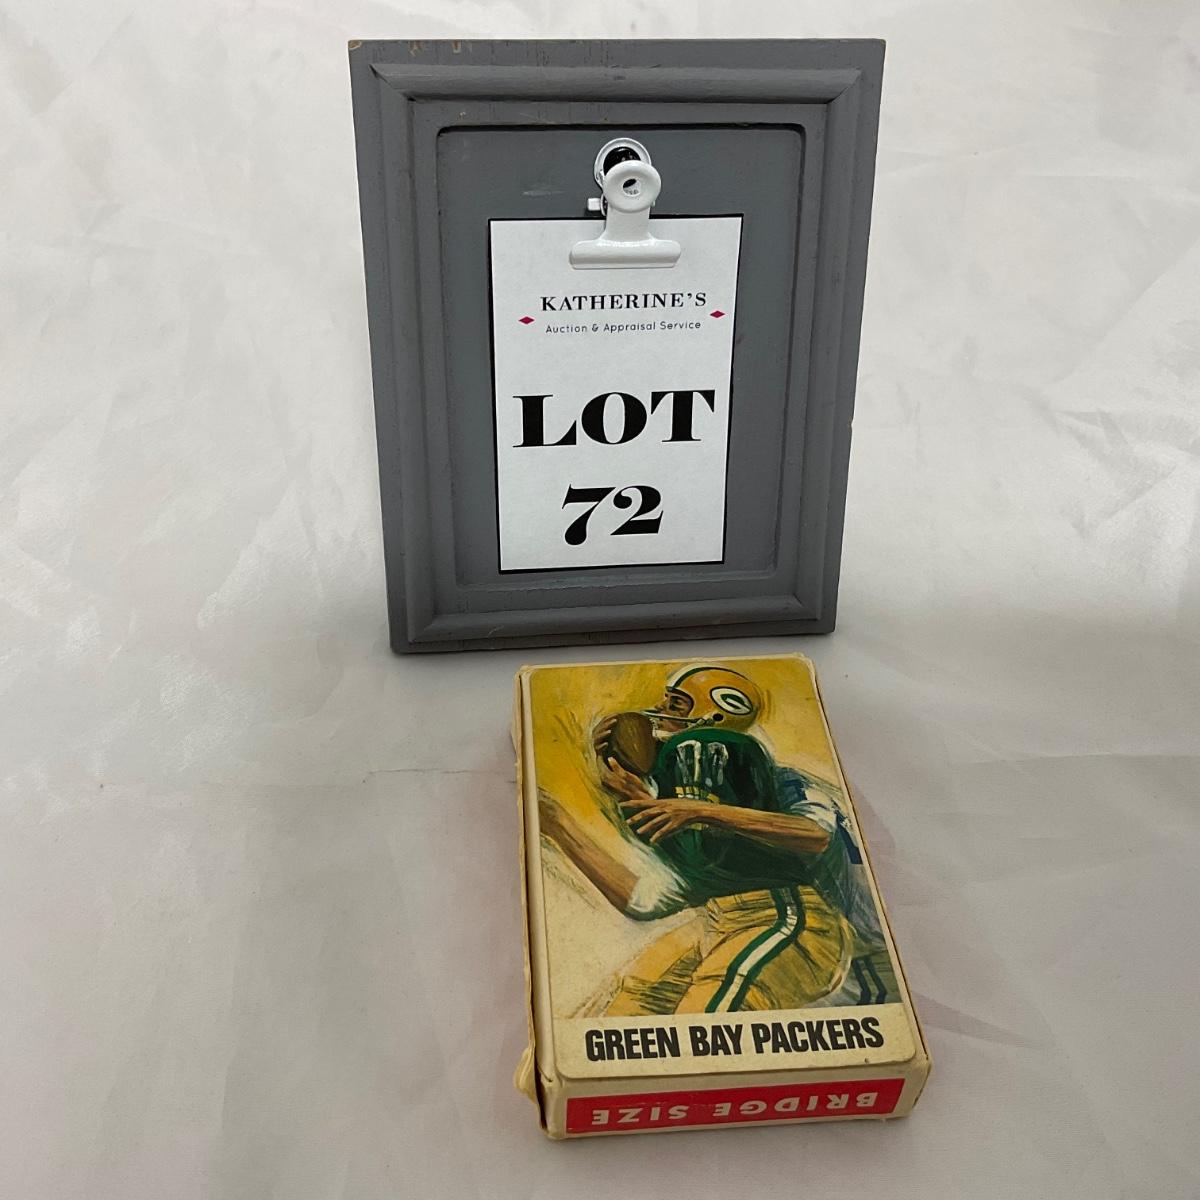 KATHERINE'S
Auction & Appraisal Service
LOT
72
G
GREEN BAY PACKERS
BRIDGE SIZE